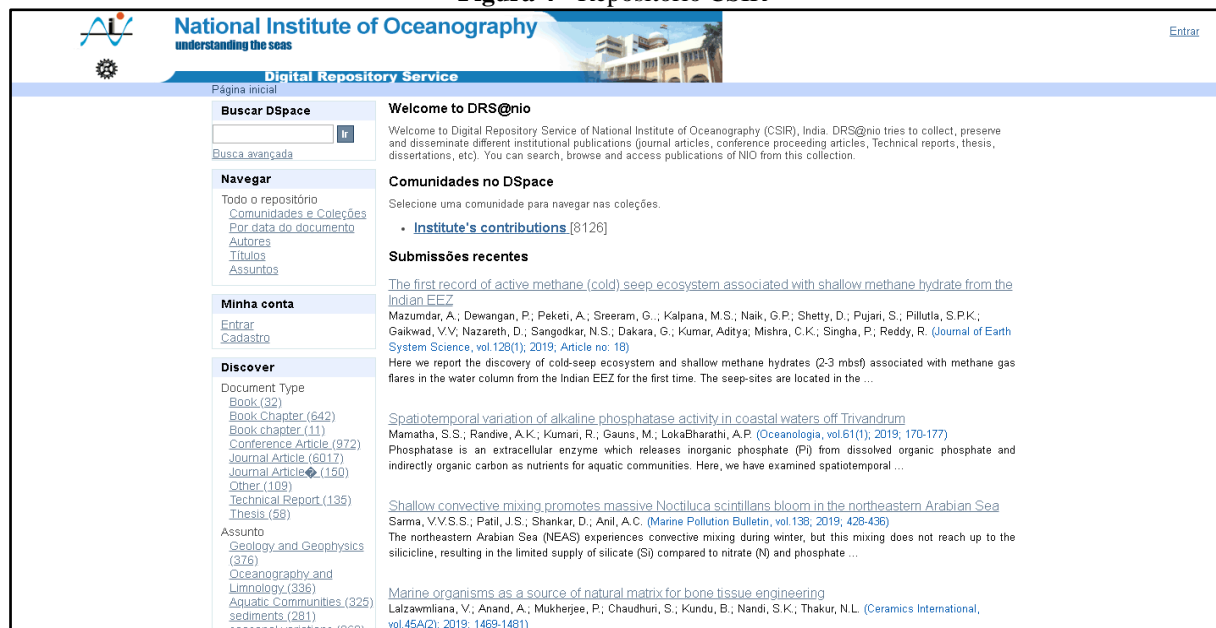 National Institute of Oceanography
understanding the seas
Digital Repository Service
Entrar
Página inicial
Buscar DSpace
Ir
Busca avançada
Navegar
Todo o repositório
Comunidades e Coleções
Por data do documento
Autores
Títulos
Assuntos
Minha conta
Entrar
Cadastro
Discover
Document Type
Book (32)
Book Chapter (642)
Book chapter (11)
Conference Article (972)
Journal Article (6017)
Journal Article� (150)
Other (109)
Technical Report (135)
Thesis (58)
Assunto
Geology and Geophysics
(376)
Oceanography and
Limnology (336)
Aquatic Communities (325)
sediments (281)
Welcome to DRS@nio
Welcome to Digital Repository Service of National Institute of Oceanography (CSIR), India. DRS@nio tries to collect, preserve
and disseminate different institutional publications (journal articles, conference proceeding articles, Technical reports, thesis,
dissertations, etc). You can search, browse and access publications of NIO from this collection.
Comunidades no DSpace
Selecione uma comunidade para navegar nas coleções.
• Institute's contributions [8126]
Submissões recentes
The first record of active methane (cold) seep ecosystem associated with shallow methane hydrate from the
Indian EEZ
Mazumdar, A.; Dewangan, P.; Peketi, A.; Sreeram, G..; Kalpana, M.S.; Naik, G.P.; Shetty, D.; Pujari, S.; Pillutla, S.P.K.;
Gaikwad, V.V; Nazareth, D.; Sangodkar, N.S.; Dakara, G.; Kumar, Aditya; Mishra, C.K.; Singha, P.; Reddy, R. (Journal of Earth
System Science, vol.128(1); 2019; Article no: 18)
Here we report the discovery of cold-seep ecosystem and shallow methane hydrates (2-3 mbsf) associated with methane gas
flares in the water column from the Indian EEZ for the first time. The seep-sites are located in the ...
Spatiotemporal variation of alkaline phosphatase activity in coastal waters off Trivandrum
Mamatha, S.S.; Randive, A.K.; Kumari, R.; Gauns, M.; LokaBharathi, A.P. (Oceanologia, vol.61(1); 2019; 170-177)
Phosphatase is an extracellular enzyme which releases inorganic phosphate (Pi) from dissolved organic phosphate and
indirectly organic carbon as nutrients for aquatic communities. Here, we have examined spatiotemporal ...
Shallow convective mixing promotes massive Noctiluca scintillans bloom in the northeastern Arabian Sea
Sarma, V.V.S.S.; Patil, J.S.; Shankar, D.; Anil, A.C. (Marine Pollution Bulletin, vol.138; 2019; 428-436)
The northeastern Arabian Sea (NEAS) experiences convective mixing during winter, but this mixing does not reach up to the
silicicline, resulting in the limited supply of silicate (Si) compared to nitrate (N) and phosphate ...
Marine organisms as a source of natural matrix for bone tissue engineering
Lalzawmliana, V.; Anand, A.; Mukherjee, P.; Chaudhuri, S.; Kundu, B.; Nandi, S.K.; Thakur, N.L. (Ceramics International,
vol.45A(2); 2019; 1469-1481)